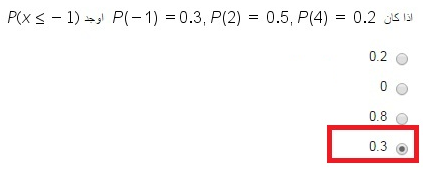 اذا كان P(−1) = 0.3, P(2) = 0.5, P(4) = 0.2 اوجد P(x ≤ − 1)
0.2
0
0.8
0.3